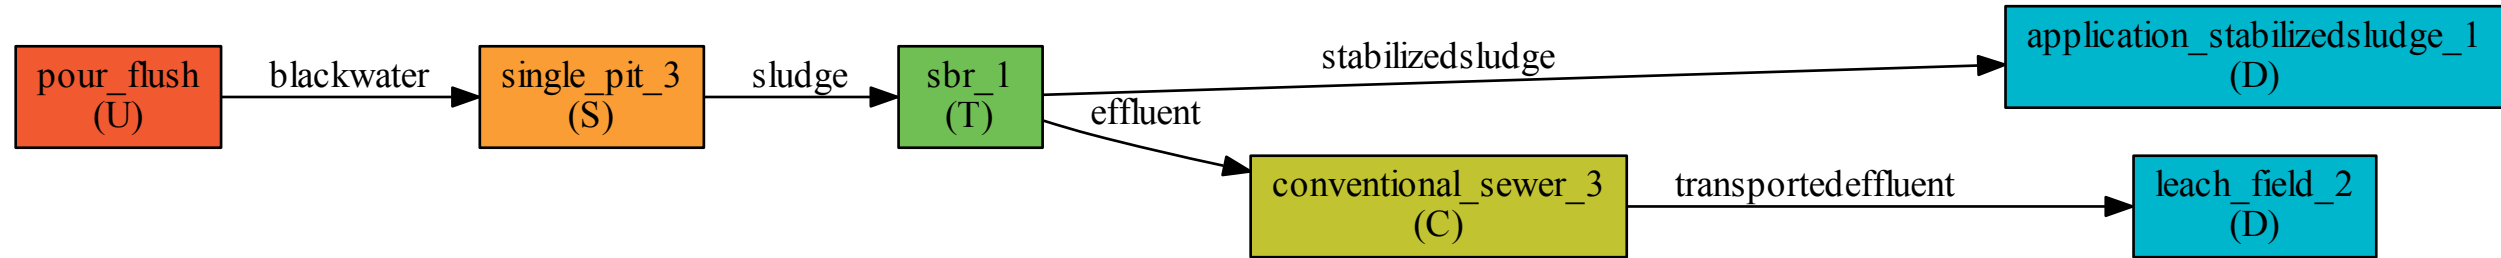 pour_flush
(U)
blackwater
single_pit_3
(S)
sludge
sbr_1
(T)
stabilizedsludge
application_stabilizedsludge_1
(D)
effluent
conventional_sewer_3
(C)
transportedeffluent
leach_field_2
(D)